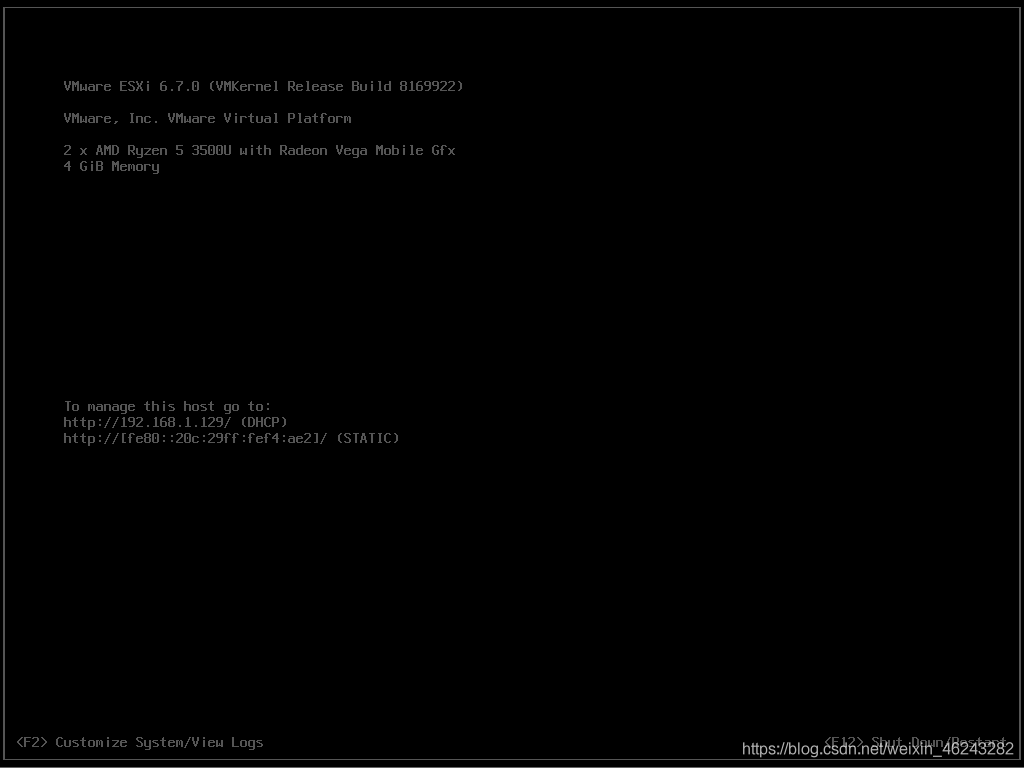 VMware ESXi 6.7.0 (VMKernel Release Build 8169922)
VMware, Inc. VMware Virtual Platform
2 x AMD Ryzen 5 3500U with Radeon Vega Mobile Gfx
4 GiB Memory
To manage this host go to:
http://192.168.1.129/ (DHCP)
http://[fe80::20c:29ff:fef4:ae2]/ (STATIC)
<F2> Customize System/View Logs
<F12> Shut Down/Restart
https://blog.csdn.net/weixin_46243282